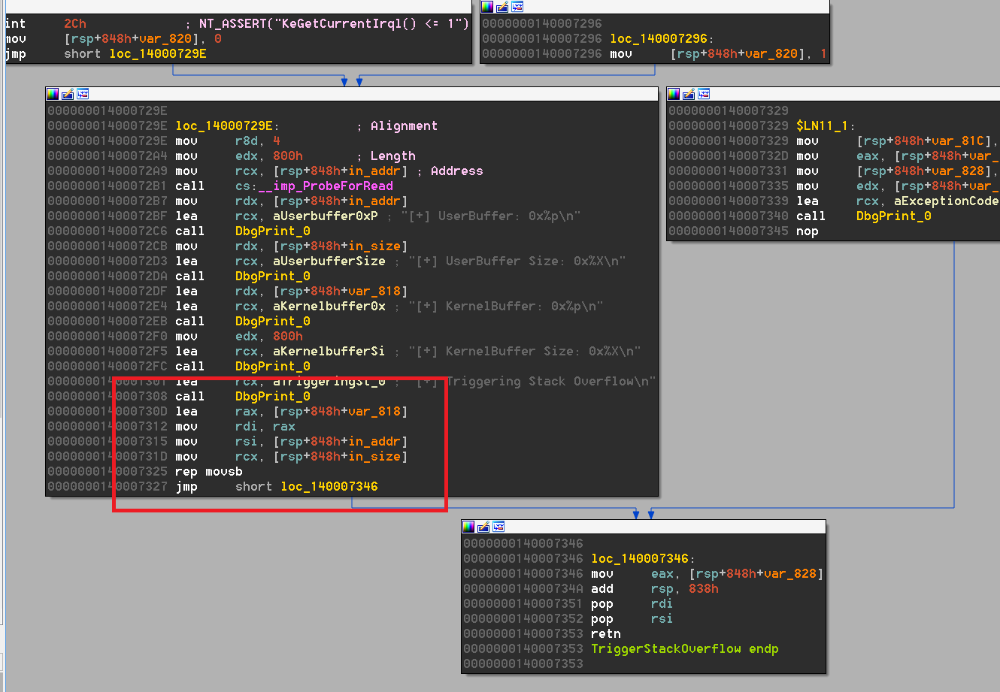 int 2Ch ; NT_ASSERT("KeGetCurrentIrql() <= 1")
mov [rsp+848h+var_820], 0
jmp short loc_14000729E
0000000140007296
0000000140007296 loc_140007296:
0000000140007296 mov [rsp+848h+var_820], 1
000000014000729E
000000014000729E loc_14000729E: ; Alignment
000000014000729E mov r8d, 4
00000001400072A4 mov edx, 800h ; Length
00000001400072A9 mov rcx, [rsp+848h+in_addr] ; Address
00000001400072B1 call cs:__imp_ProbeForRead
00000001400072B7 mov rdx, [rsp+848h+in_addr]
00000001400072BF lea rcx, aUserbuffer0xP ; "[+] UserBuffer: 0x%p\n"
00000001400072C6 call DbgPrint_0
00000001400072CB mov rdx, [rsp+848h+in_size]
00000001400072D3 lea rcx, aUserbufferSize ; "[+] UserBuffer Size: 0x%X\n"
00000001400072DA call DbgPrint_0
00000001400072DF lea rdx, [rsp+848h+var_818]
00000001400072E4 lea rcx, aKernelbuffer0x ; "[+] KernelBuffer: 0x%p\n"
00000001400072EB call DbgPrint_0
00000001400072F0 mov edx, 800h
00000001400072F5 lea rcx, aKernelbufferSi ; "[+] KernelBuffer Size: 0x%X\n"
00000001400072FC call DbgPrint_0
0000000140007301 lea rcx, aTriggeringSt_0 ; "[+] Triggering Stack Overflow\n"
0000000140007308 call DbgPrint_0
000000014000730D lea rax, [rsp+848h+var_818]
0000000140007312 mov rdi, rax
0000000140007315 mov rsi, [rsp+848h+in_addr]
000000014000731D mov rcx, [rsp+848h+in_size]
0000000140007325 rep movsb
0000000140007327 jmp short loc_140007346
0000000140007329
0000000140007329 $LN11_1:
0000000140007329 mov [rsp+848h+var_81C],
000000014000732D mov eax, [rsp+848h+var_
0000000140007331 mov [rsp+848h+var_828],
0000000140007335 mov edx, [rsp+848h+var_
0000000140007339 lea rcx, aExceptionCode
0000000140007340 call DbgPrint_0
0000000140007345 nop
0000000140007346
0000000140007346 loc_140007346:
0000000140007346 mov eax, [rsp+848h+var_828]
000000014000734A add rsp, 838h
0000000140007351 pop rdi
0000000140007352 pop rsi
0000000140007353 retn
0000000140007353 TriggerStackOverflow endp
0000000140007353